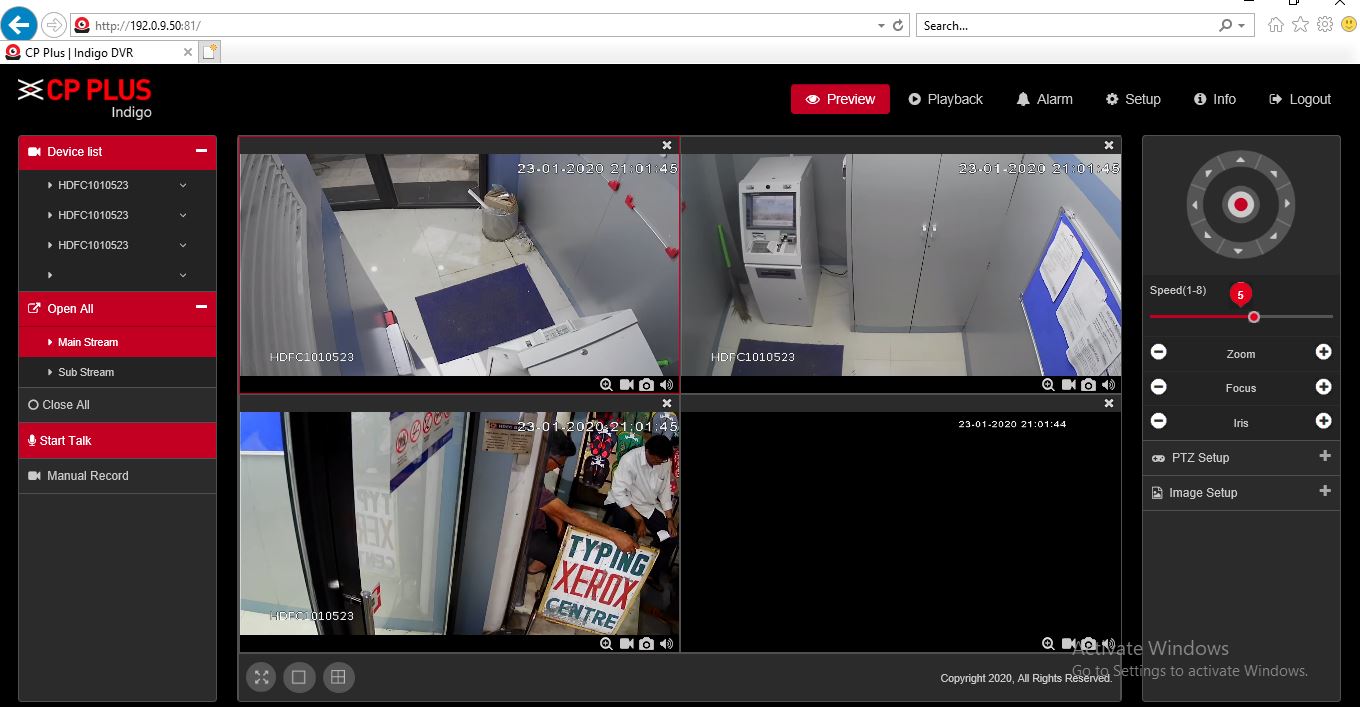 http://192.0.9.50:81/
Search...
CP Plus | Indigo DVR
CP PLUS
Indigo
Preview
Playback
Alarm
Setup
Info
Logout
Device list
HDFC1010523
HDFC1010523
HDFC1010523
Open All
Main Stream
Sub Stream
Close All
Start Talk
Manual Record
23-01-2020 21:01:45
HDFC1010523
23-01-2020 21:01:45
HDFC1010523
23-01-2020 21:01:45
TYPING
XEROX
CENTRE
TYPING
XEROX
CENTRE
HDFC1010523
23-01-2020 21:01:44
Speed(1-8)
5
Zoom
Focus
Iris
PTZ Setup
Image Setup
Copyright 2020, All Rights Reserved.
Activate Windows
Go to Settings to activate Windows.